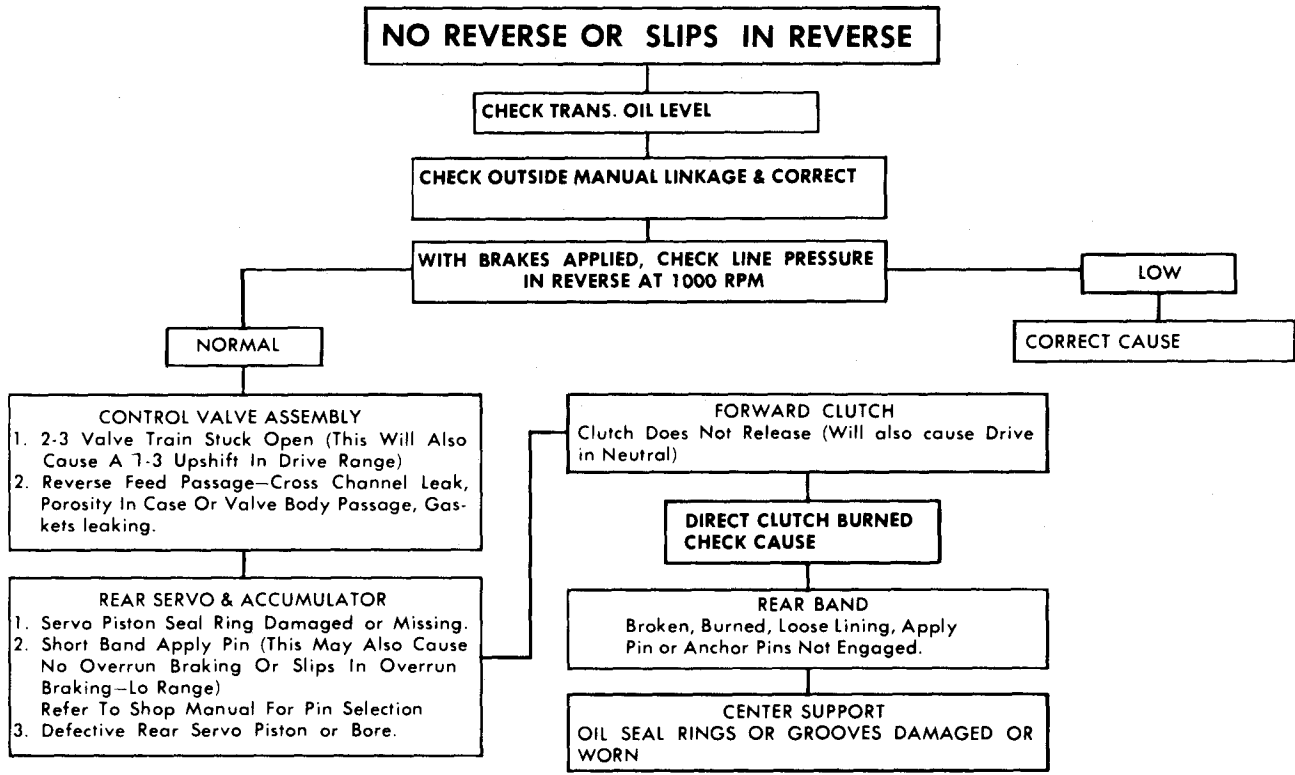 NO REVERSE OR SLIPS IN REVERSE
CHECK TRANS. OIL LEVEL
CHECK OUTSIDE MANUAL LINKAGE & CORRECT
WITH BRAKES APPLIED, CHECK LINE PRESSURE
IN REVERSE AT 1000 RPM
LOW
CORRECT CAUSE
NORMAL
CONTROL VALVE ASSEMBLY
1. 2-3 Valve Train Stuck Open (This Will Also
Cause A 1-3 Upshift In Drive Range)
2. Reverse Feed Passage—Cross Channel Leak,
Porosity In Case Or Valve Body Passage, Gas-
kets leaking.
REAR SERVO & ACCUMULATOR
1. Servo Piston Seal Ring Damaged or Missing.
2. Short Band Apply Pin (This May Also Cause
No Overrun Braking Or Slips In Overrun
Braking—Lo Range)
Refer To Shop Manual For Pin Selection
3. Defective Rear Servo Piston or Bore.
FORWARD CLUTCH
Clutch Does Not Release (Will also cause Drive
in Neutral)
DIRECT CLUTCH BURNED
CHECK CAUSE
REAR BAND
Broken, Burned, Loose Lining, Apply
Pin or Anchor Pins Not Engaged.
CENTER SUPPORT
OIL SEAL RINGS OR GROOVES DAMAGED OR
WORN